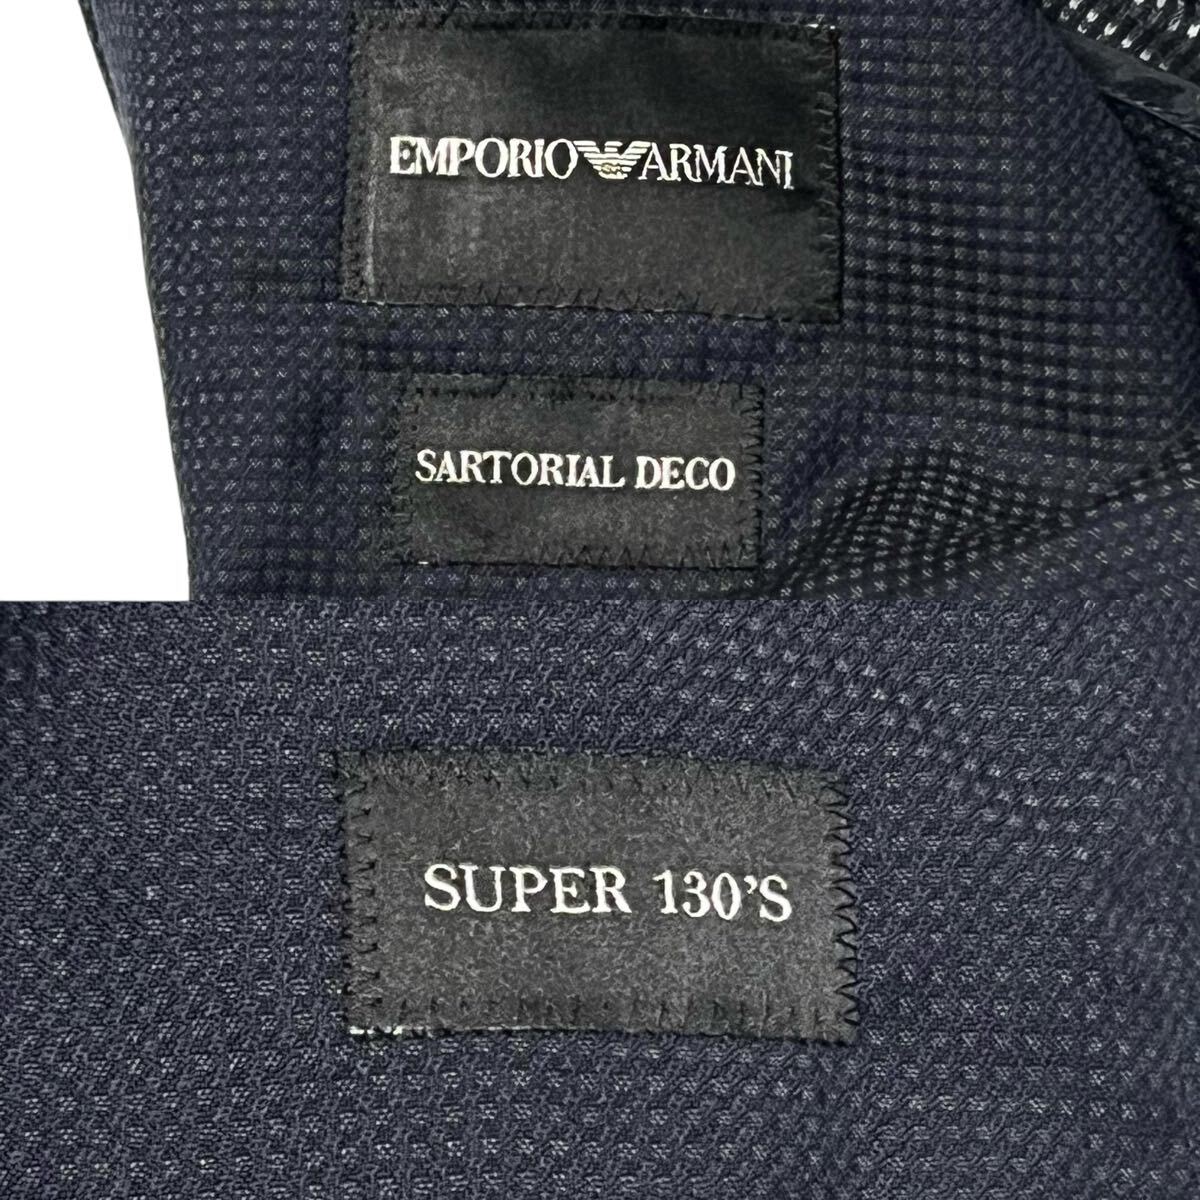 EMPORIO ARMANI
SARTORIAL DECO
SUPER 130'S